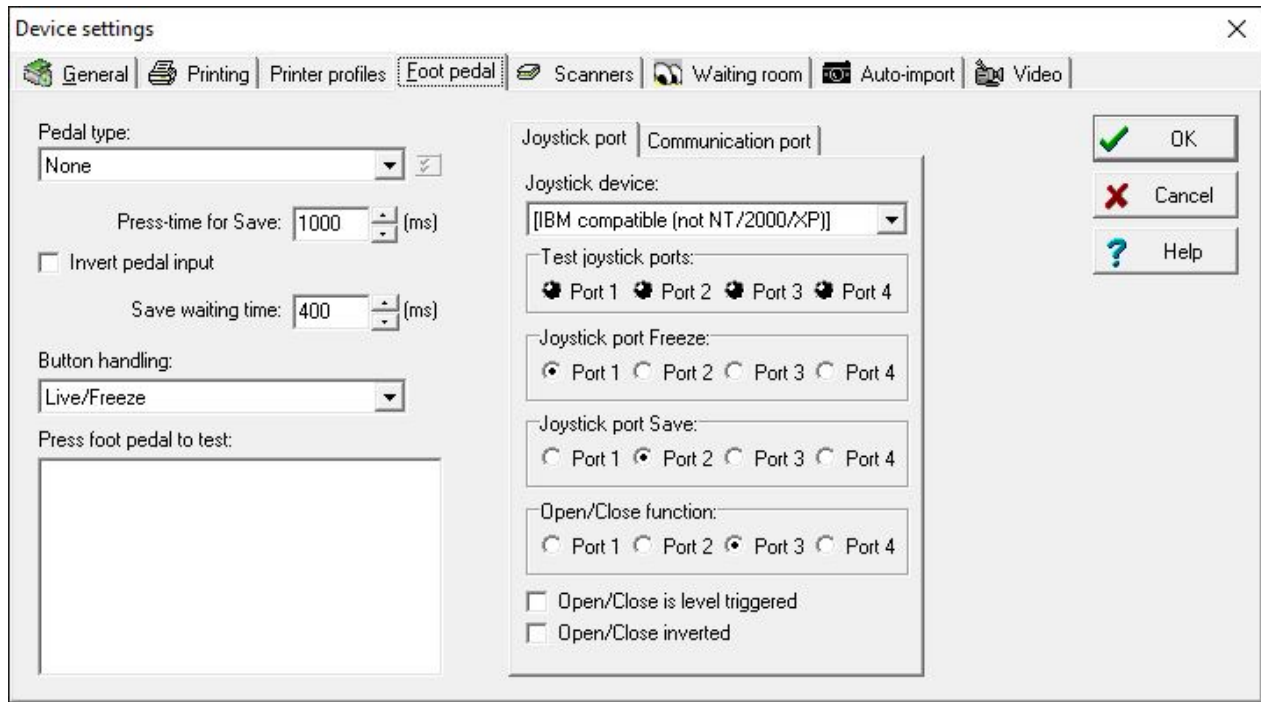 Device settings
General Printing Printer profiles Foot pedal Scanners Waiting room Auto-import Video
Pedal type:
None
Press-time for Save: 1000 (ms)
Invert pedal input
Save waiting time: 400 (ms)
Button handling:
Live/Freeze
Press foot pedal to test:
Joystick port Communication port
Joystick device:
[IBM compatible (not NT/2000/XP)]
Test joystick ports:
Port 1 Port 2 Port 3 Port 4
Joystick port Freeze:
Port 1 Port 2 Port 3 Port 4
Joystick port Save:
Port 1 Port 2 Port 3 Port 4
Open/Close function:
Port 1 Port 2 Port 3 Port 4
Open/Close is level triggered
Open/Close inverted
OK
Cancel
? Help